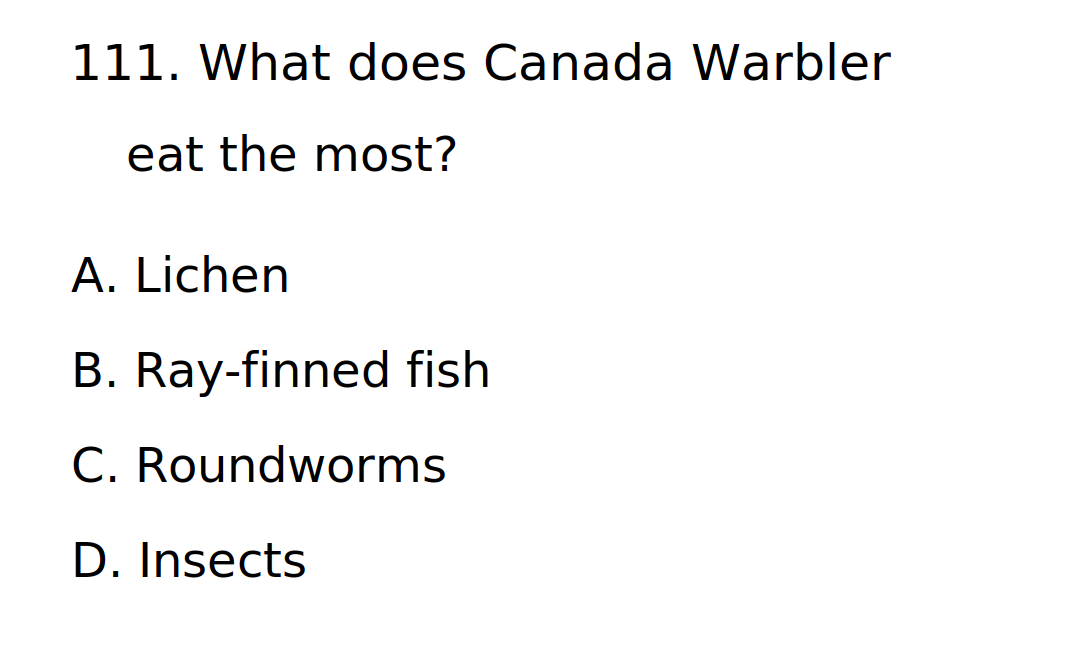 111. What does Canada Warbler
eat the most?
A. Lichen
B. Ray-finned fish
C. Roundworms
D. Insects